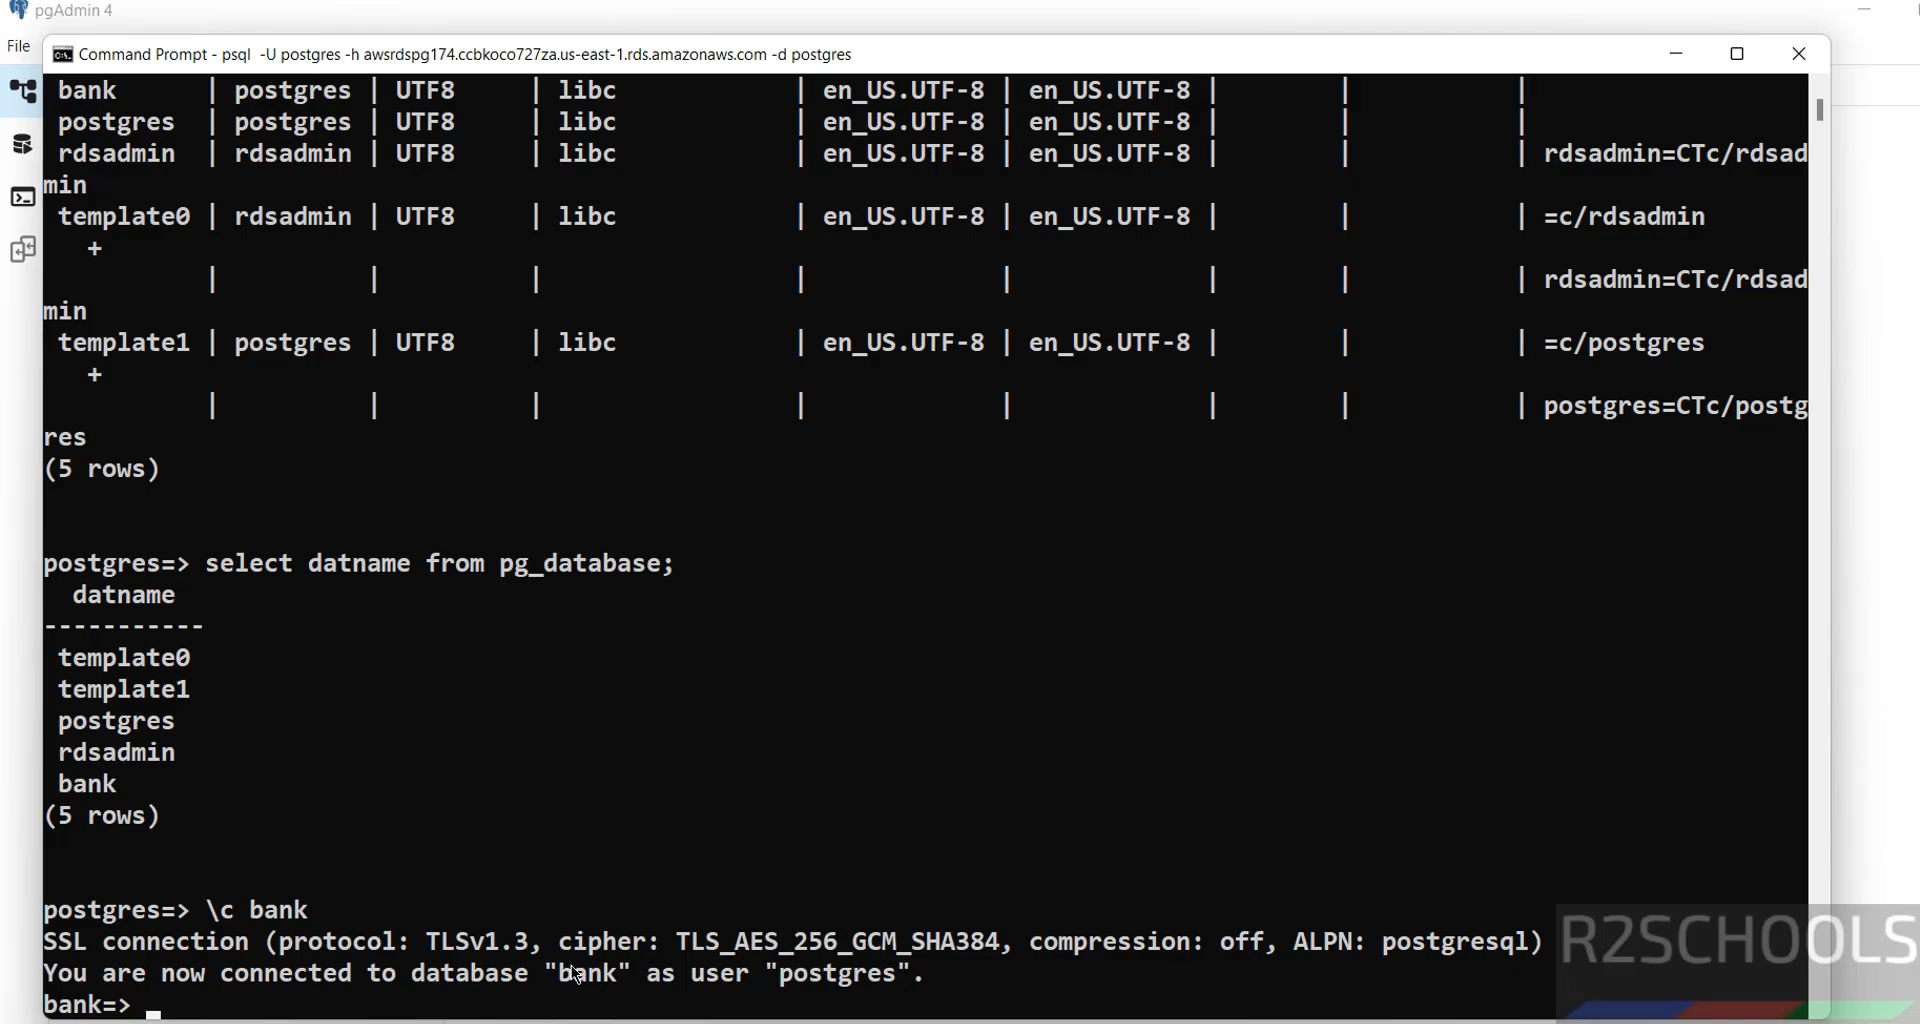 pgAdmin 4
File
Command Prompt - psql -U postgres -h awsrdspg174.ccbkoco727za.us-east-1.rds.amazonaws.com -d postgres
bank | postgres | UTF8 | libc | en_US.UTF-8 | en_US.UTF-8 | | |
postgres | postgres | UTF8 | libc | en_US.UTF-8 | en_US.UTF-8 | | |
rdsadmin | rdsadmin | UTF8 | libc | en_US.UTF-8 | en_US.UTF-8 | | | rdsadmin=CTc/rdsad
min
template0 | rdsadmin | UTF8 | libc | en_US.UTF-8 | en_US.UTF-8 | | | =c/rdsadmin
+
| | | | | | | | rdsadmin=CTc/rdsad
min
template1 | postgres | UTF8 | libc | en_US.UTF-8 | en_US.UTF-8 | | | =c/postgres
+
| | | | | | | | postgres=CTc/postg
res
(5 rows)
postgres=> select datname from pg_database;
datname
-----------
template0
template1
postgres
rdsadmin
bank
(5 rows)
postgres=> \c bank
SSL connection (protocol: TLSv1.3, cipher: TLS_AES_256_GCM_SHA384, compression: off, ALPN: postgresql)
You are now connected to database "bank" as user "postgres".
bank=>
R2SCHOOLS